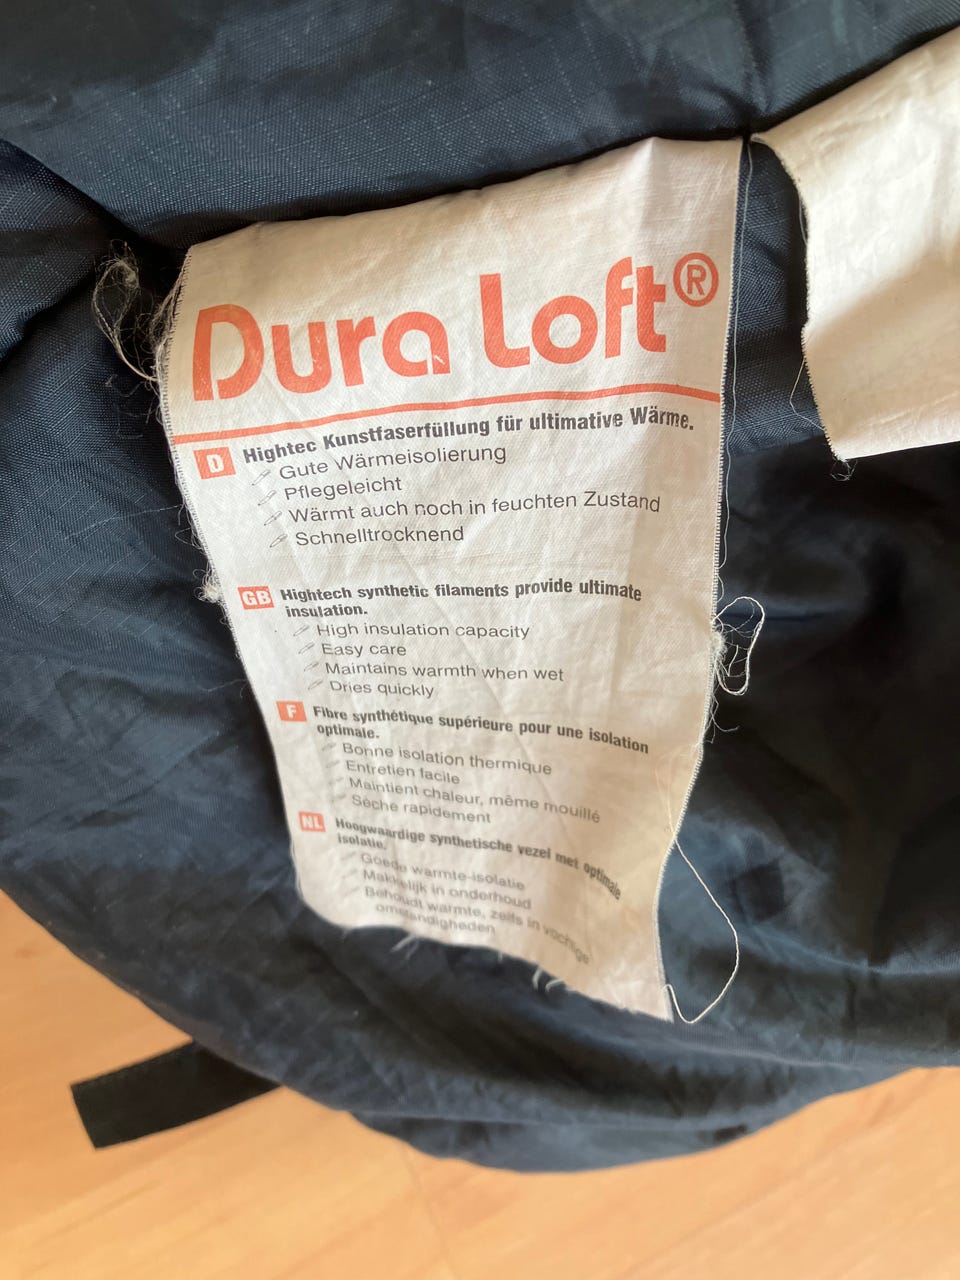 Dura Loft®
D Hightec Kunstfaserfüllung für ultimative Wärme.
Gute Wärmeisolierung
Pflegeleicht
Wärmt auch noch in feuchten Zustand
Schnelltrocknend
GB Hightech synthetic filaments provide ultimate
insulation.
High insulation capacity
Easy care
Maintains warmth when wet
Dries quickly
F Fibre synthétique supérieure pour une isolation
optimale.
Bonne isolation thermique
Entretien facile
Maintient chaleur, même mouillé
Sèche rapidement
NL Hoogwaardige synthetische vezel met optimale
isolatie.
Goede warmte-isolatie
Makkelijk in onderhoud
Behoudt warmte, zelfs in vochtige
omstandigheden